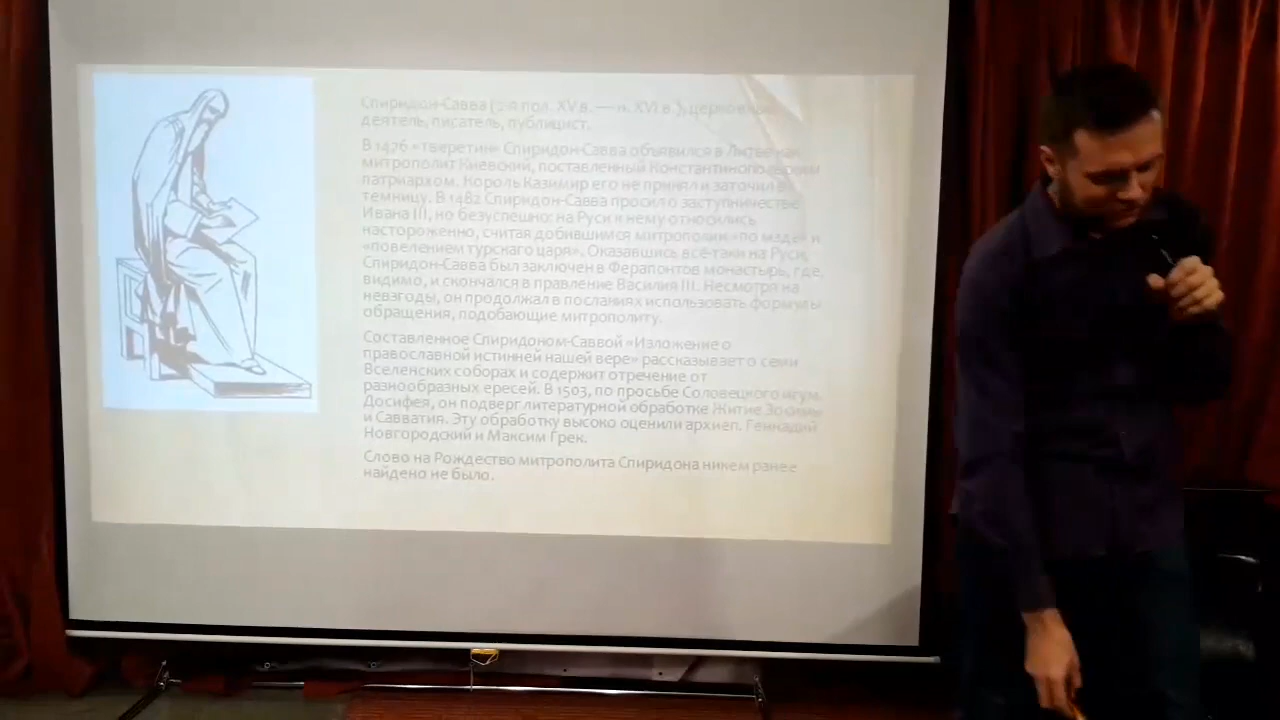 Спиридон-Савва (2-я пол. XV в. — н. XVI в.), церковный
деятель, писатель, публицист.
В 1476 «тверетин» Спиридон-Савва объявился в Литве как
митрополит Киевский, поставленный Константинопольским
патриархом. Король Казимир его не принял и заточил в
темницу. В 1482 Спиридон-Савва просил о заступничестве
Ивана III, но безуспешно: на Руси к нему относились
настороженно, считая добившимся митрополии «по мзде» и
«повелением турскаго царя». Оказавшись всё-таки на Руси,
Спиридон-Савва был заключен в Ферапонтов монастырь, где,
видимо, и скончался в правление Василия III. Несмотря на
невзгоды, он продолжал в посланиях использовать формулы
обращения, подобающие митрополиту.
Составленное Спиридоном-Саввой «Изложение о
православной истинней нашей вере» рассказывает о семи
Вселенских соборах и содержит отречение от
разнообразных ересей. В 1503, по просьбе Соловецкого игум.
Досифея, он подверг литературной обработке Житие Зосимы
и Савватия. Эту обработку высоко оценили архиеп. Геннадий
Новгородский и Максим Грек.
Слово на Рождество митрополита Спиридона никем ранее
найдено не было.